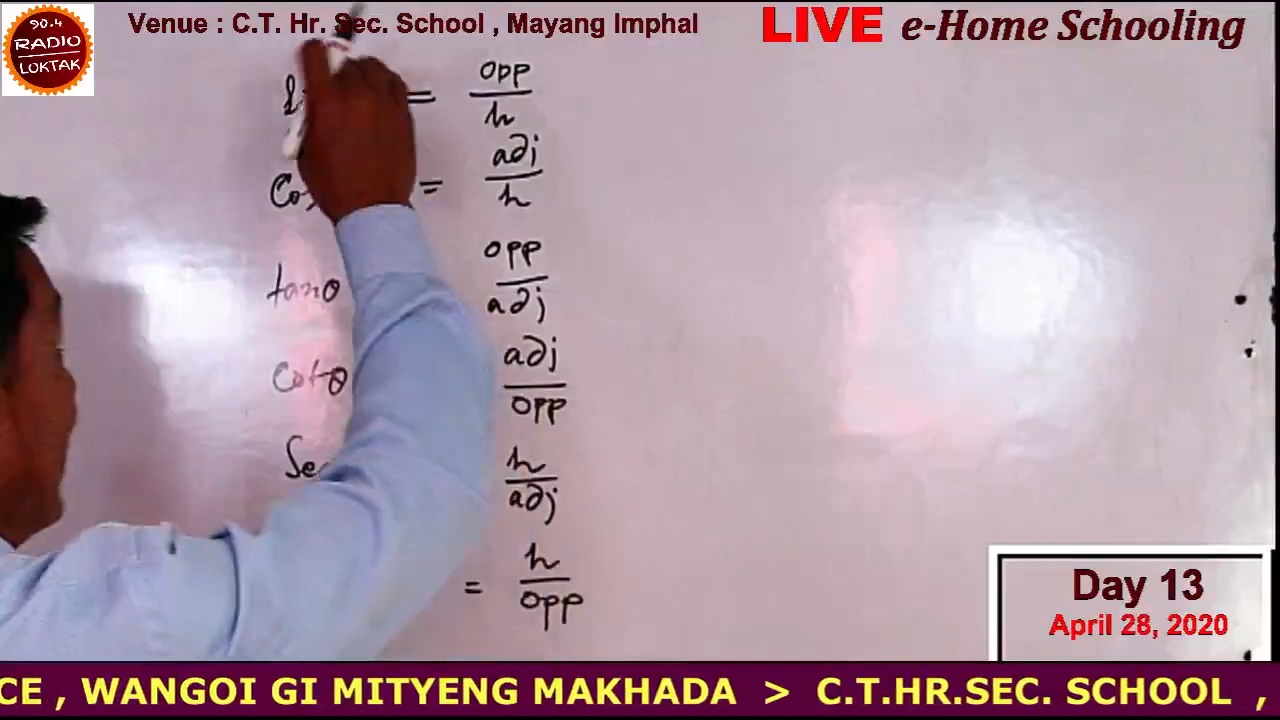 90.4
RADIO
LOKTAK
Venue : C.T. Hr. Sec. School , Mayang Imphal
LIVE e-Home Schooling
= opp
h
= adj
h
tanθ opp
adj
cotθ adj
opp
Sec h
adj
= h
opp
Day 13
April 28, 2020
CE , WANGOI GI MITYENG MAKHADA > C.T.HR.SEC. SCHOOL ,